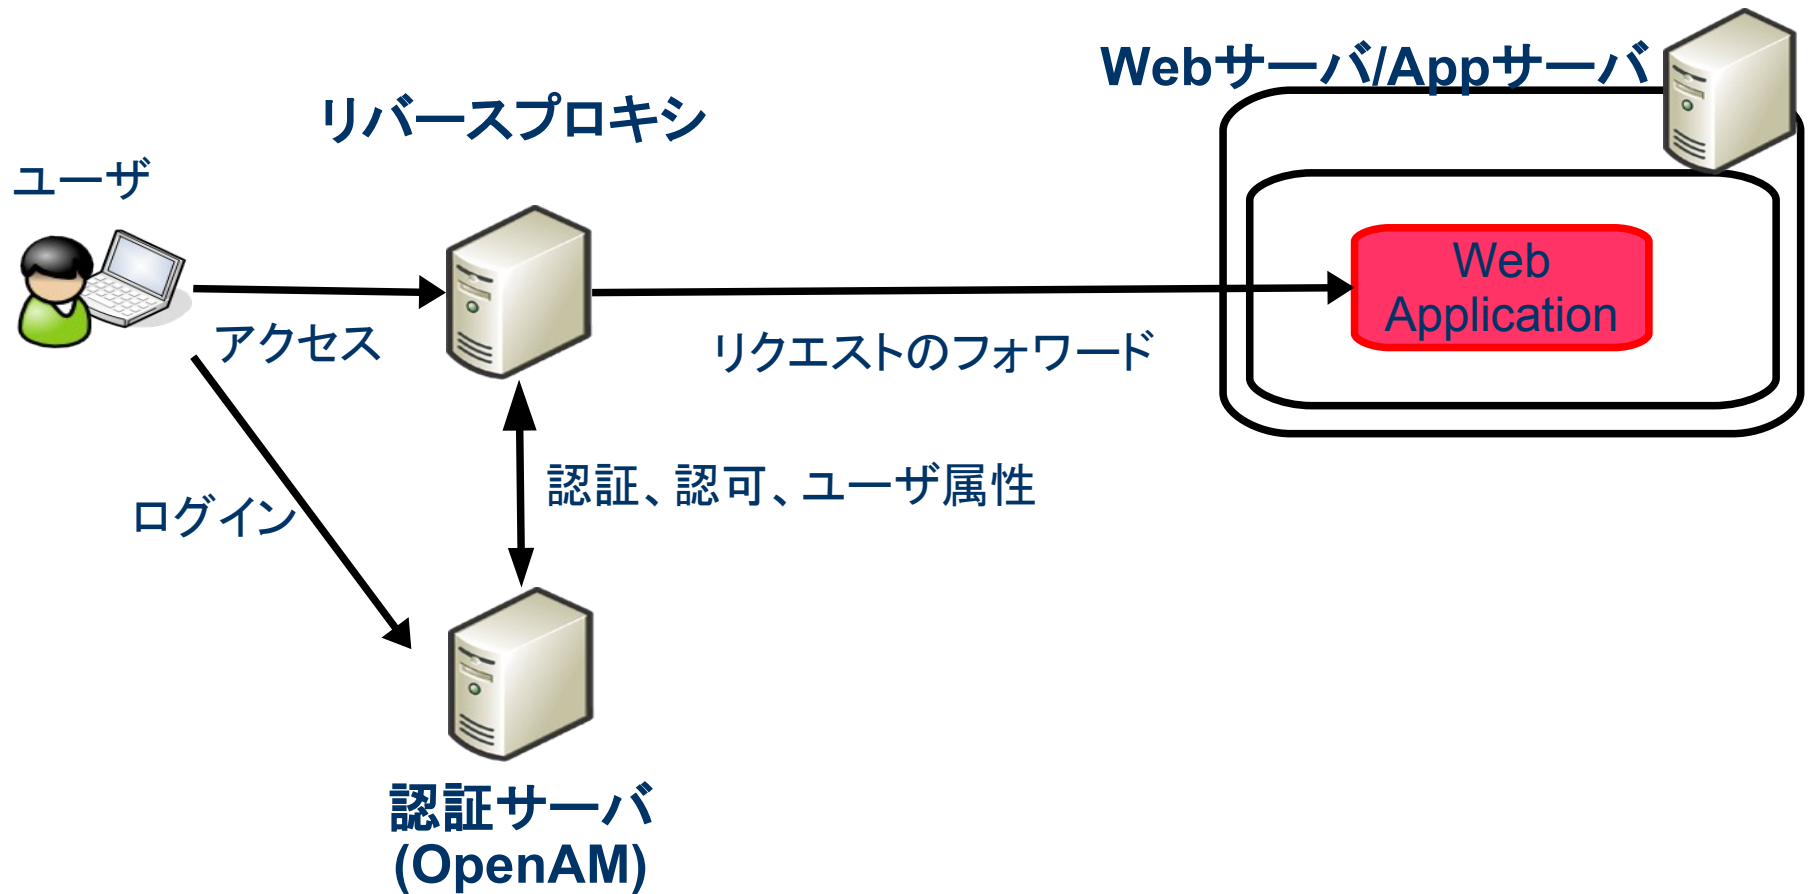 Webサーバ/Appサーバ
リバースプロキシ
ユーザ
Web
Application
アクセス
リクエストのフォワード
認証、認可、ユーザ属性
ログイン
認証サーバ
(OpenAM)